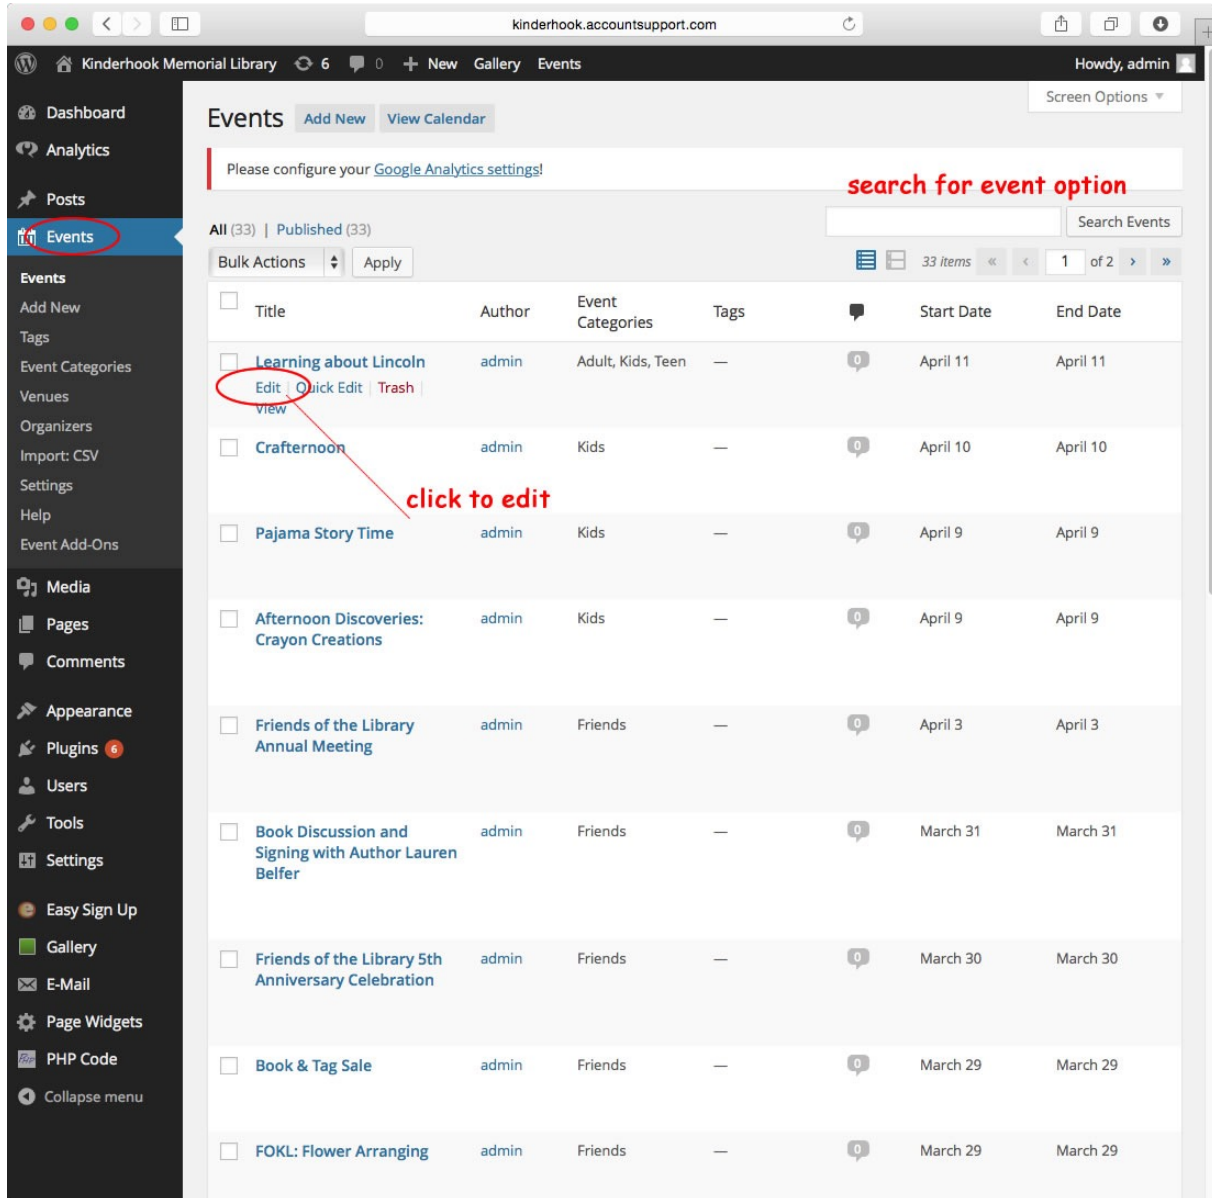 kinderhook.accountsupport.com
Kinderhook Memorial Library 6 0 + New Gallery Events Howdy, admin
Screen Options ▼
Dashboard
Analytics
Posts
Events
Events
Add New
Tags
Event Categories
Venues
Organizers
Import: CSV
Settings
Help
Event Add-Ons
Media
Pages
Comments
Appearance
Plugins 6
Users
Tools
Settings
Easy Sign Up
Gallery
E-Mail
Page Widgets
PHP Code
Collapse menu
Events Add New View Calendar
Please configure your Google Analytics settings!
search for event option
All (33) | Published (33)
Search Events
Bulk Actions Apply
33 items « ‹ 1 of 2 › »
Title Author Event Categories Tags Start Date End Date
Learning about Lincoln admin Adult, Kids, Teen — 0 April 11 April 11
Edit | Quick Edit | Trash |
View
Crafternoon admin Kids — 0 April 10 April 10
click to edit
Pajama Story Time admin Kids — 0 April 9 April 9
Afternoon Discoveries: admin Kids — 0 April 9 April 9
Crayon Creations
Friends of the Library admin Friends — 0 April 3 April 3
Annual Meeting
Book Discussion and admin Friends — 0 March 31 March 31
Signing with Author Lauren
Belfer
Friends of the Library 5th admin Friends — 0 March 30 March 30
Anniversary Celebration
Book & Tag Sale admin Friends — 0 March 29 March 29
FOKL: Flower Arranging admin Friends — 0 March 29 March 29